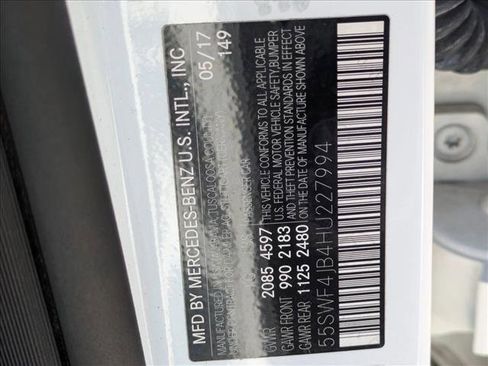 MFD BY MERCEDES-BENZ U.S. INTL., INC
05/17
149
GVWR 2085 4597
GAWR FRONT 990 2183
GAWR REAR 1125 2480
THIS VEHICLE CONFORMS TO ALL APPLICABLE
U.S. FEDERAL MOTOR VEHICLE SAFETY,BUMPER
AND THEFT PREVENTION STANDARDS IN EFFECT
ON THE DATE OF MANUFACTURE SHOWN ABOVE
55SWF4JB4HU227994